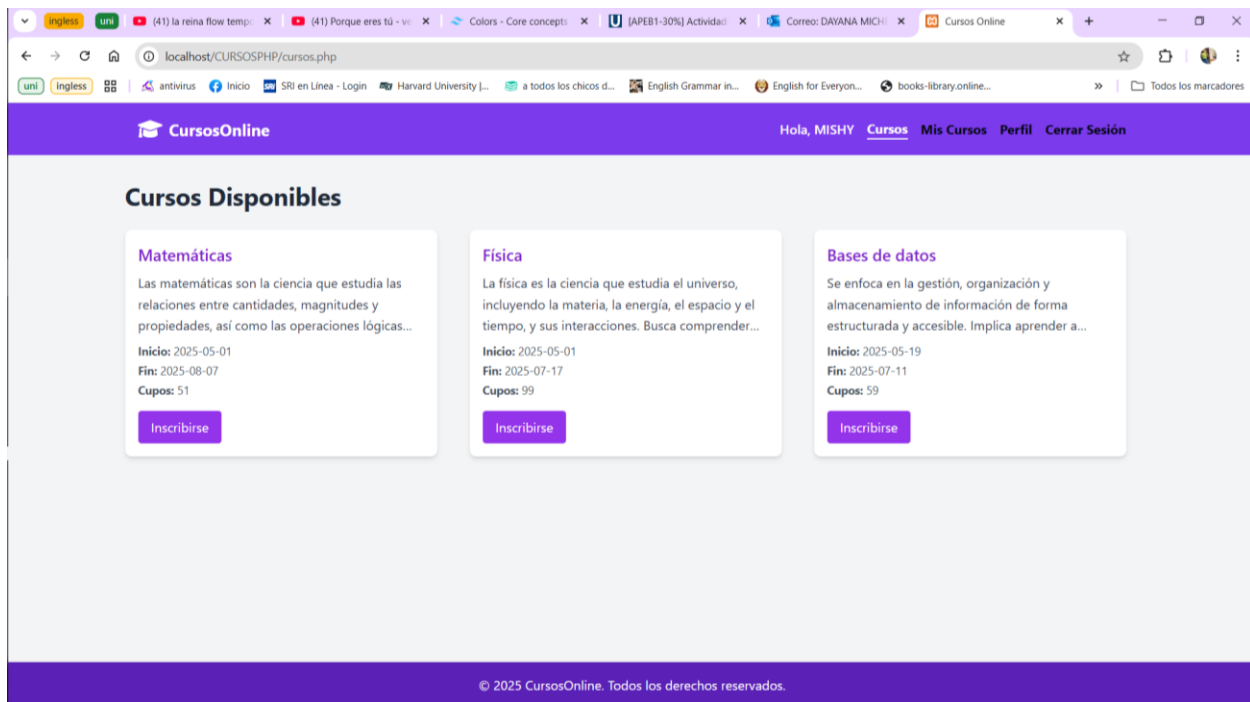 ingless
uni
(41) la reina flow tempo
(41) Porque eres tú - ve
Colors - Core concepts
[APEB1-30%] Actividad
Correo: DAYANA MICH
Cursos Online
localhost/CURSOSPHP/cursos.php
uni
ingless
antivirus
Inicio
SRI en Línea - Login
Harvard University |...
a todos los chicos d...
English Grammar in...
English for Everyon...
books-library.online...
»
Todos los marcadores
CursosOnline
Hola, MISHY Cursos Mis Cursos Perfil Cerrar Sesión
Cursos Disponibles
Matemáticas
Las matemáticas son la ciencia que estudia las
relaciones entre cantidades, magnitudes y
propiedades, así como las operaciones lógicas...
Inicio: 2025-05-01
Fin: 2025-08-07
Cupos: 51
Inscribirse
Física
La física es la ciencia que estudia el universo,
incluyendo la materia, la energía, el espacio y el
tiempo, y sus interacciones. Busca comprender...
Inicio: 2025-05-01
Fin: 2025-07-17
Cupos: 99
Inscribirse
Bases de datos
Se enfoca en la gestión, organización y
almacenamiento de información de forma
estructurada y accesible. Implica aprender a...
Inicio: 2025-05-19
Fin: 2025-07-11
Cupos: 59
Inscribirse
© 2025 CursosOnline. Todos los derechos reservados.